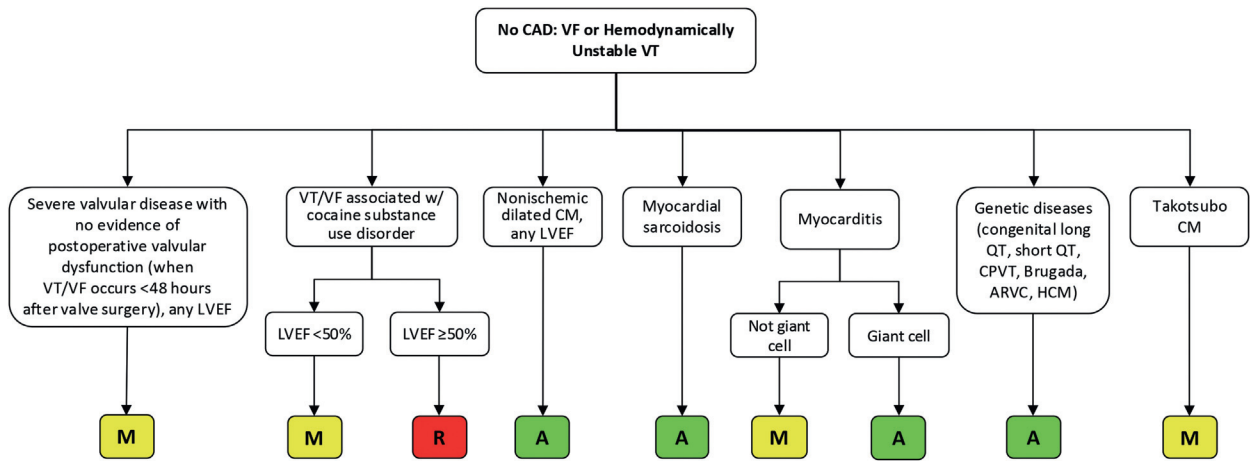 No CAD: VF or Hemodynamically
Unstable VT
Severe valvular disease with
no evidence of
postoperative valvular
dysfunction (when
VT/VF occurs <48 hours
after valve surgery), any LVEF
VT/VF associated w/
cocaine substance
use disorder
Nonischemic
dilated CM,
any LVEF
Myocardial
sarcoidosis
Myocarditis
Genetic diseases
(congenital long
QT, short QT,
CPVT, Brugada,
ARVC, HCM)
Takotsubo
CM
LVEF <50%
LVEF ≥50%
Not giant
cell
Giant cell
M
M
R
A
A
M
A
A
M